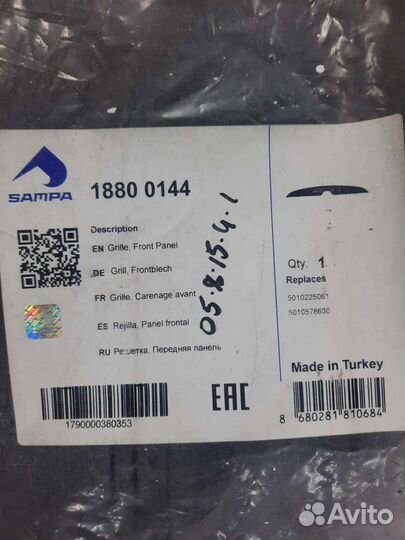 SAMPA
1880 0144
Description
EN Grille, Front Panel
DE Grill, Frontblech
FR Grille, Carenage avant
ES Rejilla, Panel frontal
RU Решетка, Передняя панель
05.8.15.4.1
Qty. 1
Replaces
5010225061
5010578630
Made in Turkey
1790000380353
EAC
8 680281 810684
Avito